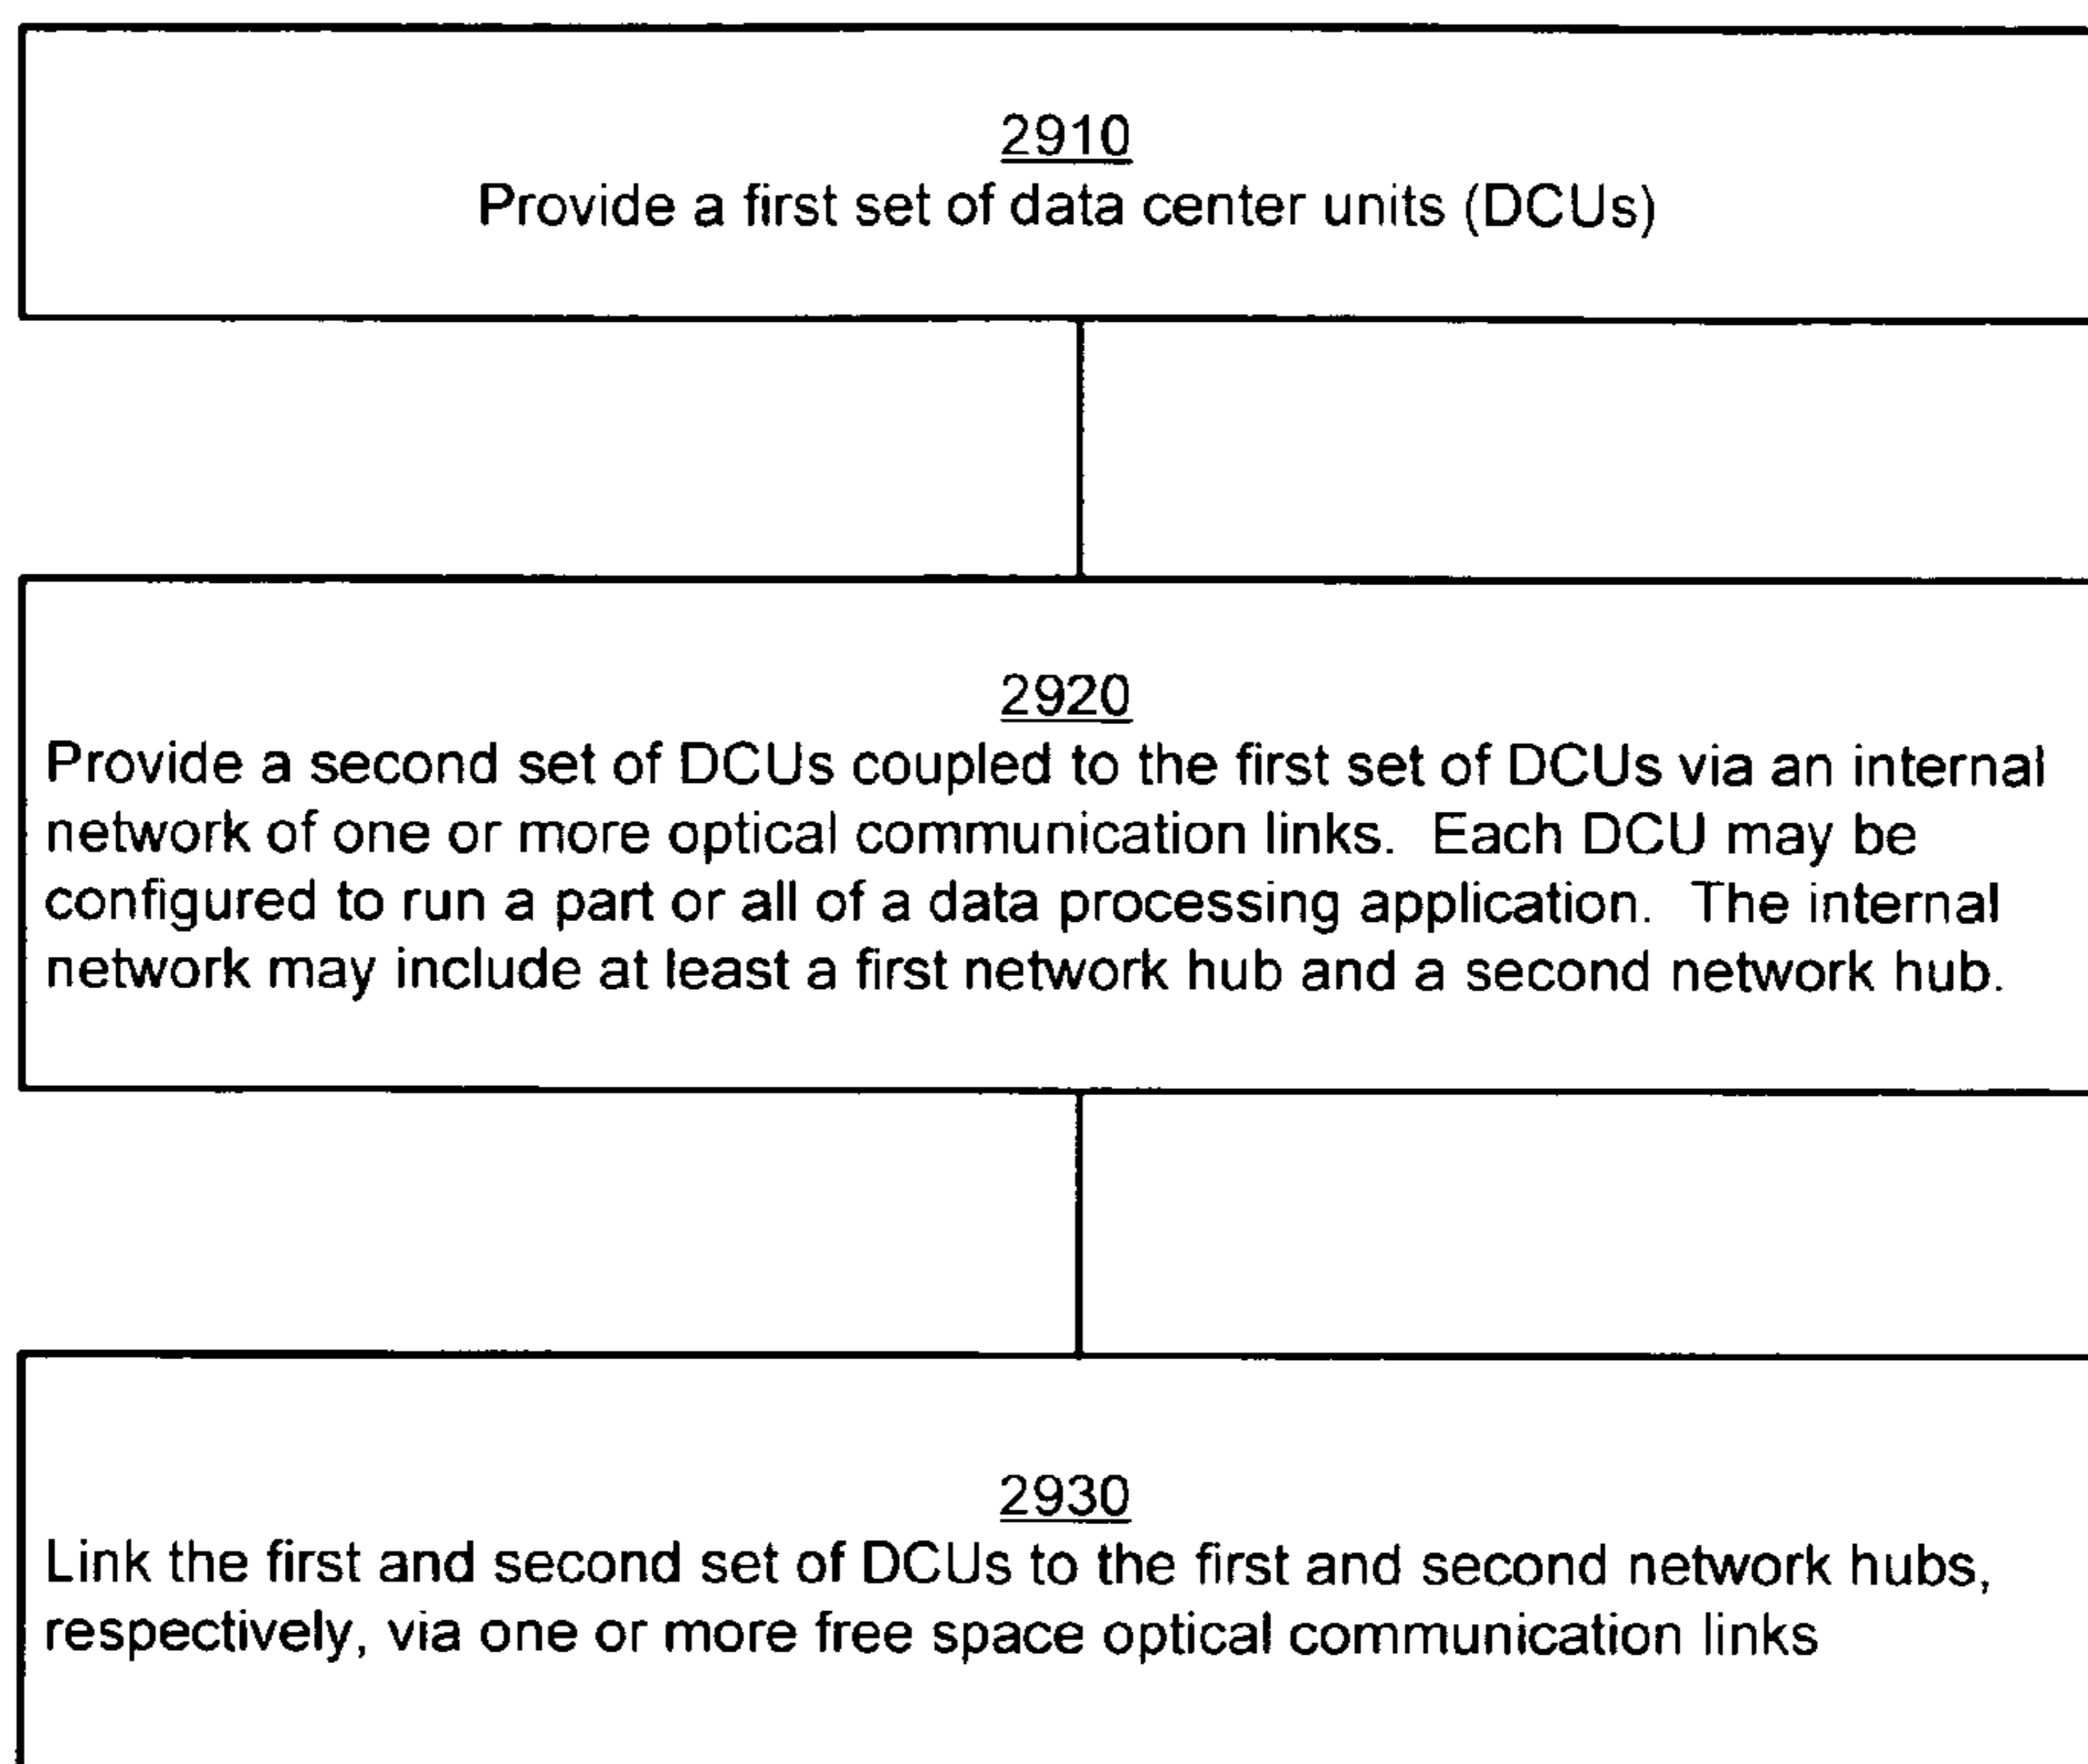 2910
Provide a first set of data center units (DCUs)
2920
Provide a second set of DCUs coupled to the first set of DCUs via an internal
network of one or more optical communication links.  Each DCU may be
configured to run a part or all of a data processing application.  The internal
network may include at least a first network hub and a second network hub.
2930
Link the first and second set of DCUs to the first and second network hubs,
respectively, via one or more free space optical communication links